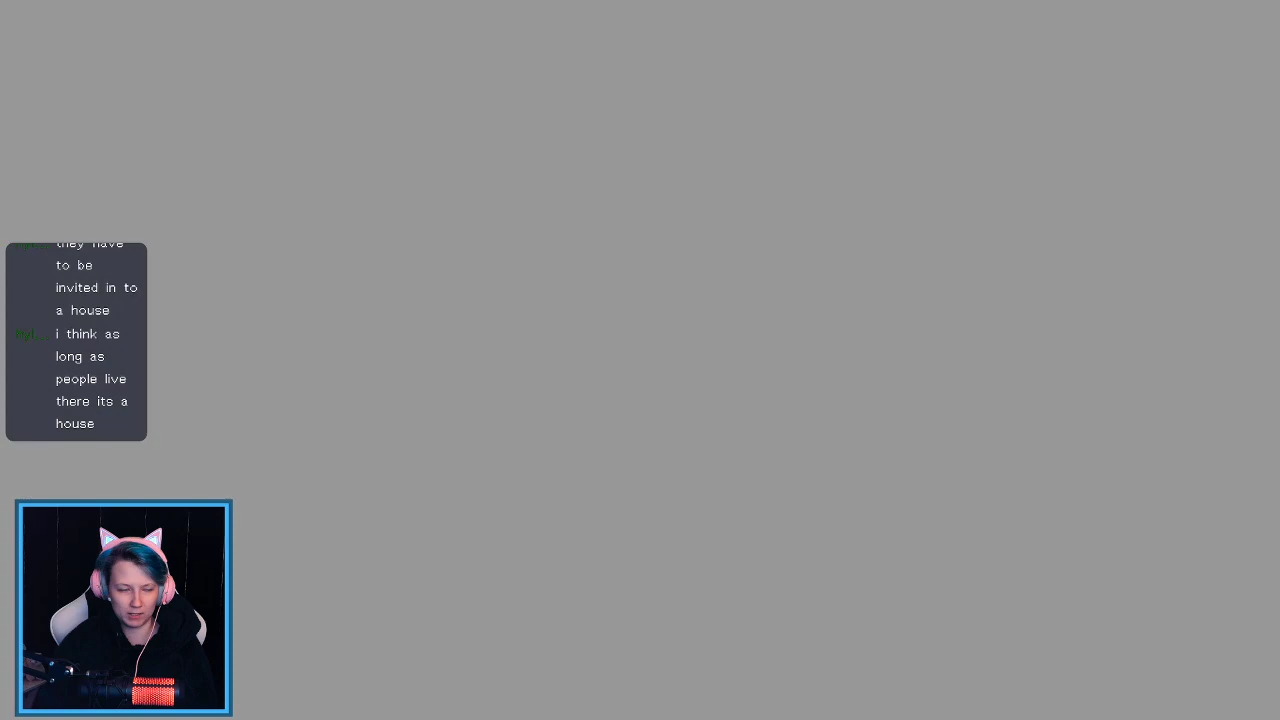 they have
to be
invited in to
a house
i think as
long as
people live
there its a
house